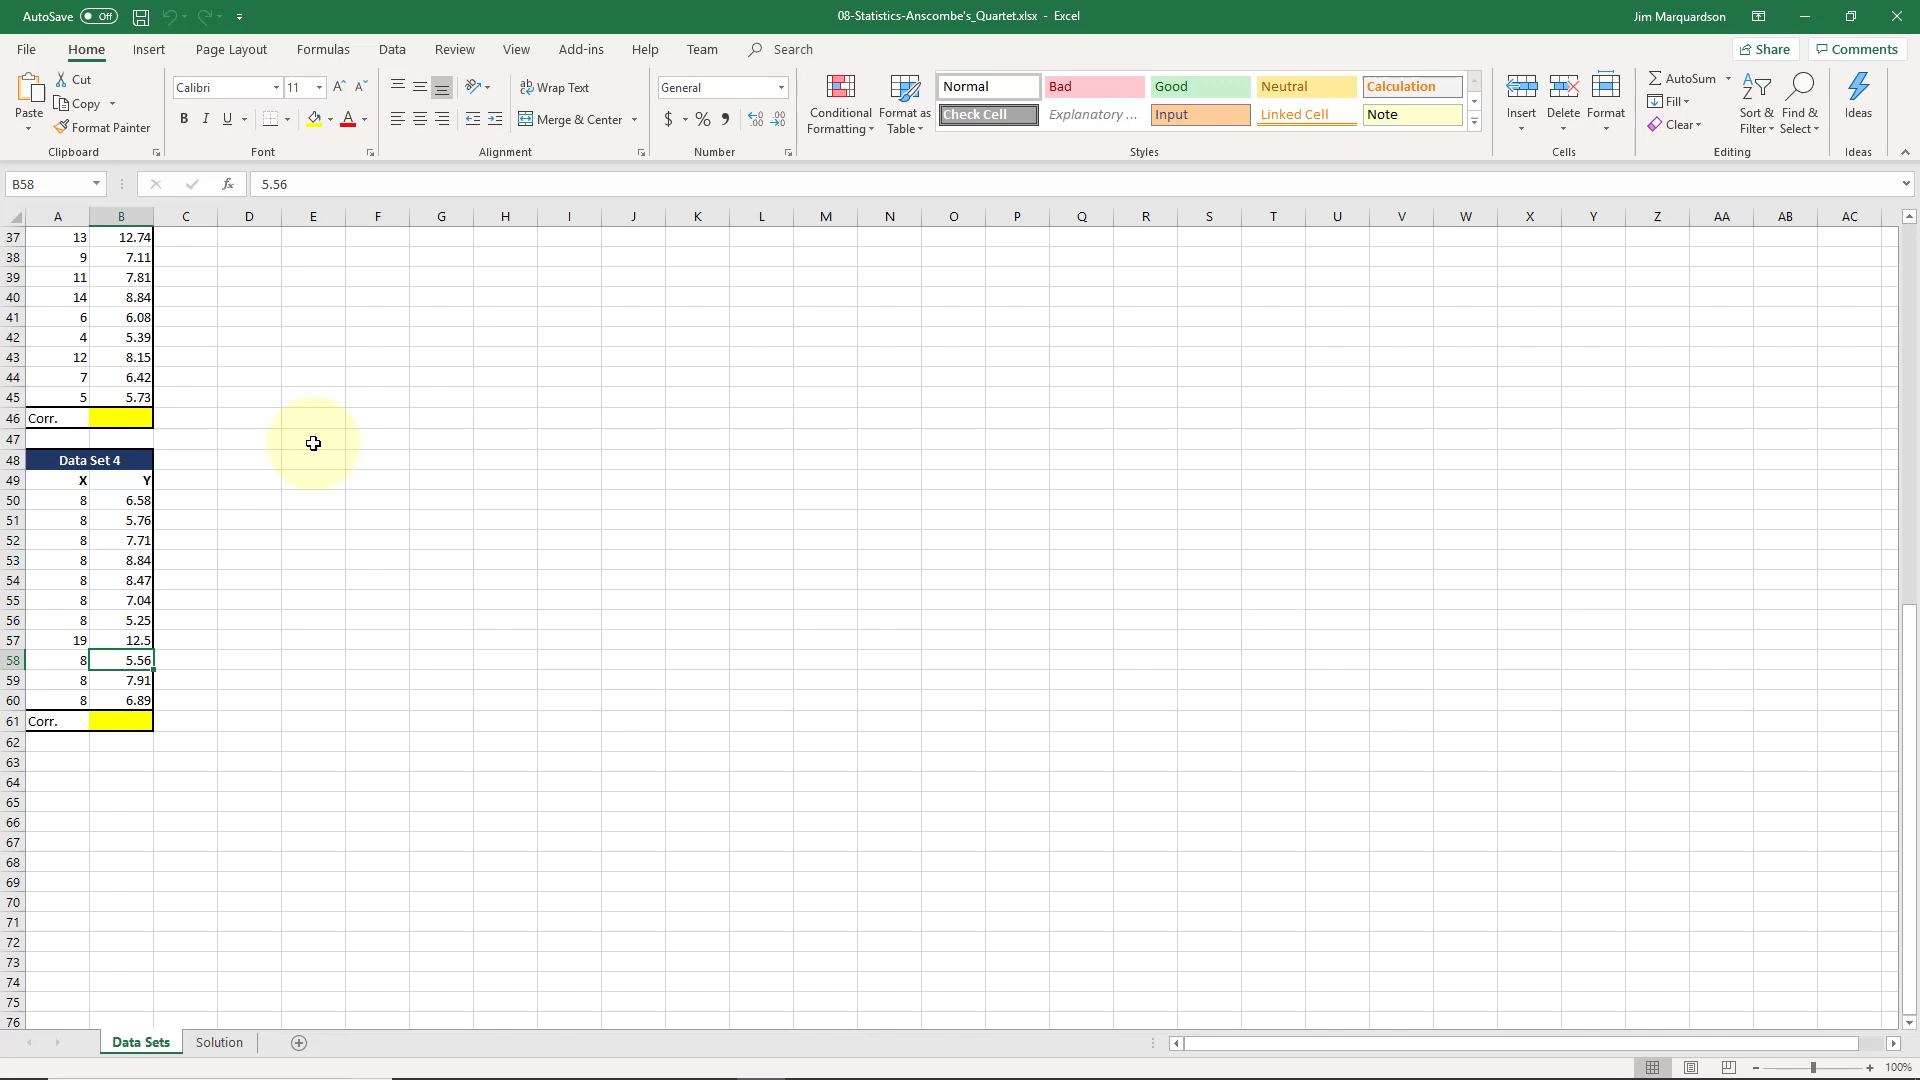 AutoSave Off
08-Statistics-Anscombe's_Quartet.xlsx - Excel
Jim Marquardson
File Home Insert Page Layout Formulas Data Review View Add-ins Help Team Search
Share Comments
Paste
Cut
Copy
Format Painter
Clipboard
Calibri 11 A A
B I U A
Font
ab Wrap Text
Merge & Center
Alignment
General
$ % 9 .00 .00
Number
Conditional Formatting
Format as Table
Normal Bad Good Neutral Calculation
Check Cell Explanatory ... Input Linked Cell Note
Styles
Insert Delete Format
Cells
AutoSum
Fill
Clear
Sort & Filter
Find & Select
Editing
Ideas
Ideas
B58 fx 5.56
A B C D E F G H I J K L M N O P Q R S T U V W X Y Z AA AB AC
37 13 12.74
38 9 7.11
39 11 7.81
40 14 8.84
41 6 6.08
42 4 5.39
43 12 8.15
44 7 6.42
45 5 5.73
46 Corr.
47
48 Data Set 4
49 X Y
50 8 6.58
51 8 5.76
52 8 7.71
53 8 8.84
54 8 8.47
55 8 7.04
56 8 5.25
57 19 12.5
58 8 5.56
59 8 7.91
60 8 6.89
61 Corr.
62
63
64
65
66
67
68
69
70
71
72
73
74
75
76
Data Sets Solution
100%